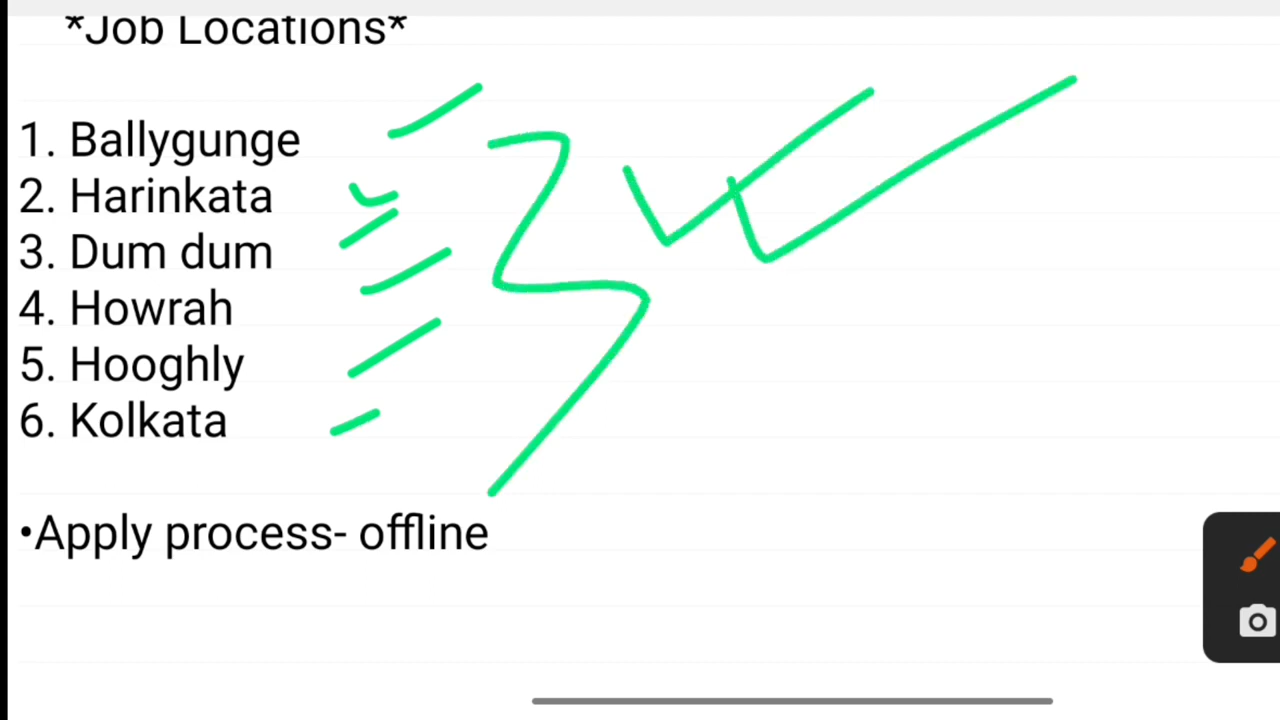 *Job Locations*
1. Ballygunge
2. Harinkata
3. Dum dum
4. Howrah
5. Hooghly
6. Kolkata
•Apply process- offline